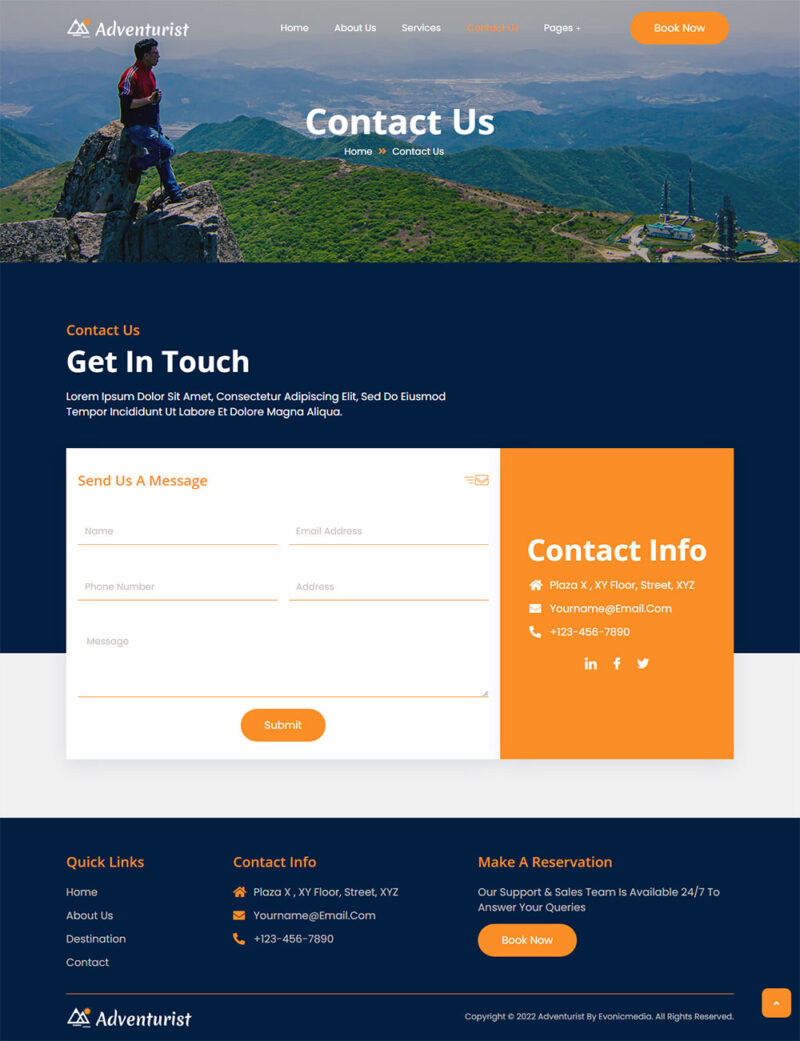 Adventurist
Home
About Us
Services
Contact Us
Pages +
Book Now
Contact Us
Home » Contact Us
Contact Us
Get In Touch
Lorem Ipsum Dolor Sit Amet, Consectetur Adipiscing Elit, Sed Do Eiusmod
Tempor Incididunt Ut Labore Et Dolore Magna Aliqua.
Send Us A Message
Name
Email Address
Phone Number
Address
Message
Submit
Contact Info
Plaza X , XY Floor, Street, XYZ
Yourname@Email.Com
+123-456-7890
Quick Links
Home
About Us
Destination
Contact
Contact Info
Plaza X , XY Floor, Street, XYZ
Yourname@Email.Com
+123-456-7890
Make A Reservation
Our Support & Sales Team Is Available 24/7 To
Answer Your Queries
Book Now
Adventurist
Copyright © 2022 Adventurist By Evonicmedia. All Rights Reserved.